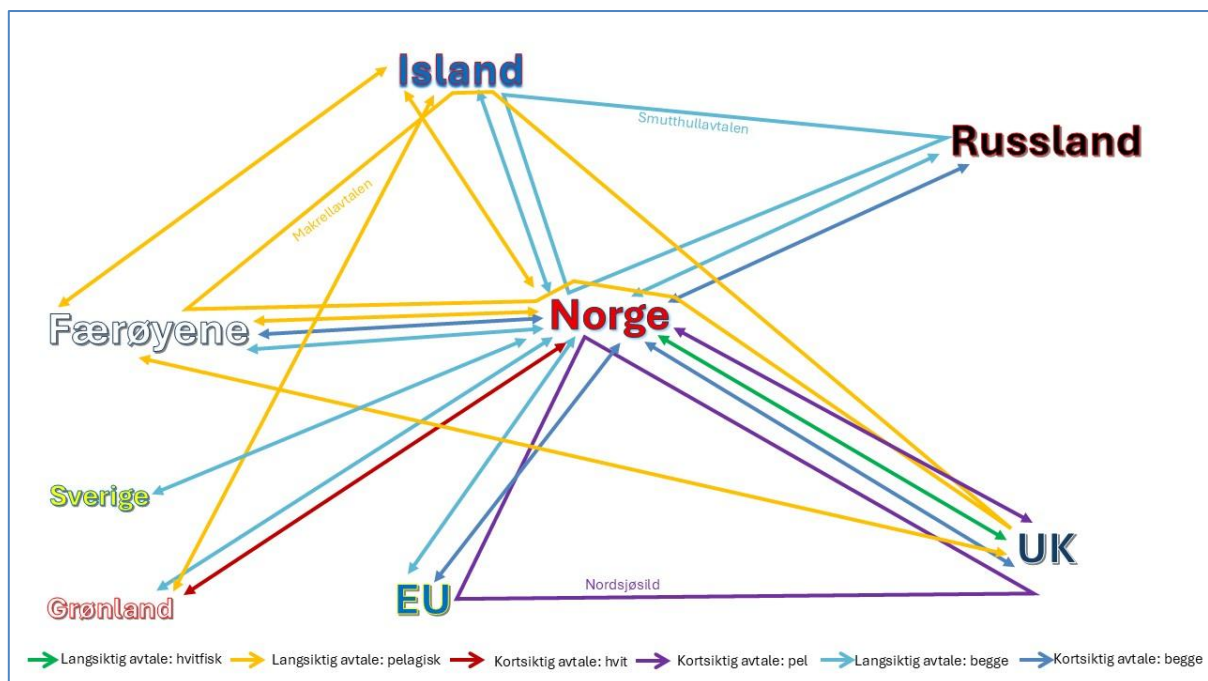 Island
Smutthullavtalen
Russland
Makrellavtalen
Færøyene
Norge
Sverige
UK
Grønland
EU
Nordsjøsild
Langsiktig avtale: hvitfisk
Langsiktig avtale: pelagisk
Kortsiktig avtale: hvit
Kortsiktig avtale: pel
Langsiktig avtale: begge
Kortsiktig avtale: begge